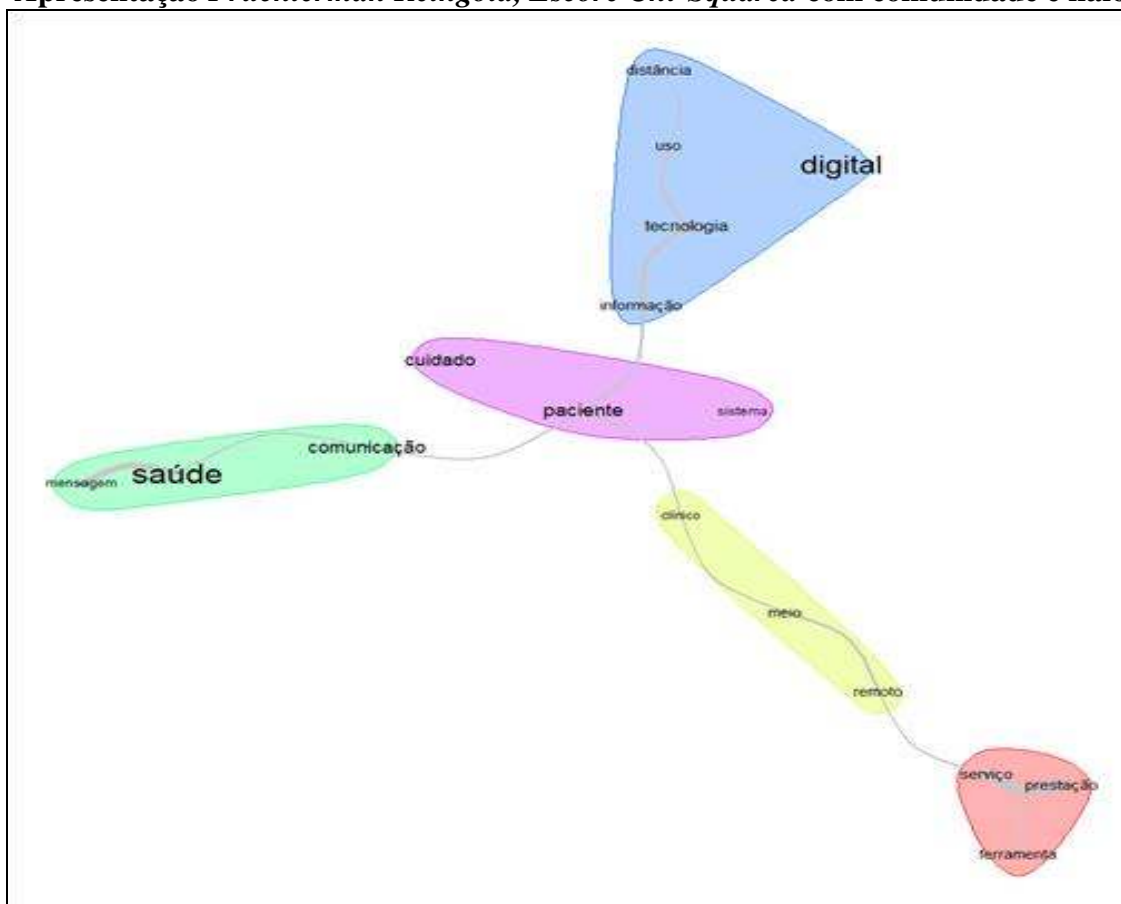 distância
uso
digital
tecnologia
informação
cuidado
paciente
sistema
comunicação
saúde
mensagem
clínico
meio
remoto
serviço
prestação
ferramenta